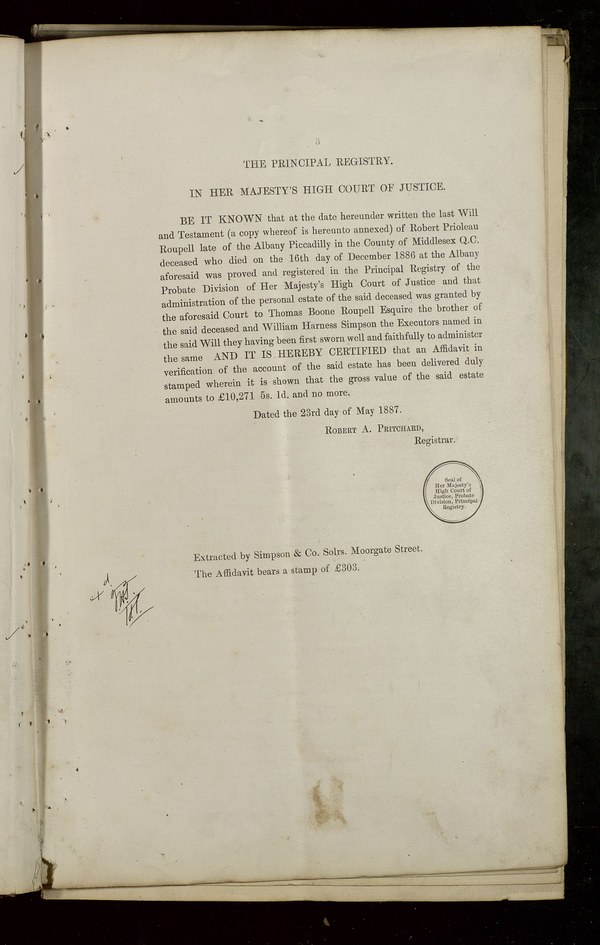 3
THE PRINCIPAL REGISTRY.
IN HER MAJESTY'S HIGH COURT OF JUSTICE.
BE IT KNOWN that at the date hereunder written the last Will
and Testament (a copy whereof is hereunto annexed) of Robert Prioleau
Roupell late of the Albany Piccadilly in the County of Middlesex Q.C.
deceased who died on the 16th day of December 1886 at the Albany
aforesaid was proved and registered in the Principal Registry of the
Probate Division of Her Majesty's High Court of Justice and that
administration of the personal estate of the said deceased was granted by
the aforesaid Court to Thomas Boone Roupell Esquire the brother of
the said deceased and William Harness Simpson the Executors named in
the said Will they having been first sworn well and faithfully to administer
the same AND IT IS HEREBY CERTIFIED that an Affidavit in
verification of the account of the said estate has been delivered duly
stamped wherein it is shown that the gross value of the said estate
amounts to £10,271 5s. 1d. and no more.
Dated the 23rd day of May 1887.
ROBERT A. PRITCHARD,
Registrar.
Seal of
Her Majesty's
High Court of
Justice, Probate
Division, Principal
Registry.
Extracted by Simpson & Co. Solrs. Moorgate Street.
The Affidavit bears a stamp of £303.